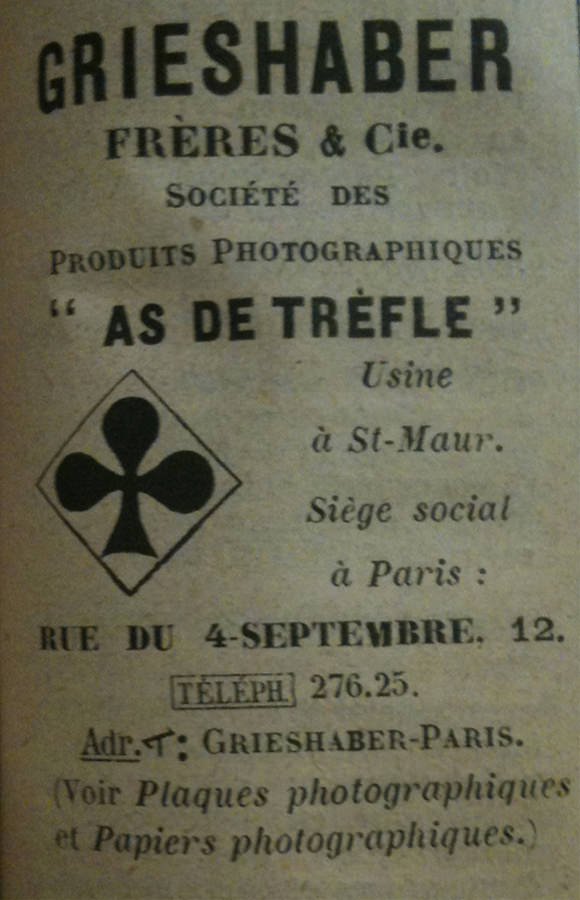 GRIESHABER
FRÈRES & Cie.
SOCIÉTÉ DES
PRODUITS PHOTOGRAPHIQUES
“ AS DE TRÈFLE ”
Usine
à St-Maur.
Siège social
à Paris :
RUE DU 4-SEPTEMBRE, 12.
TÉLÉPH. 276.25.
Adr. T: GRIESHABER-PARIS.
(Voir Plaques photographiques
et Papiers photographiques.)